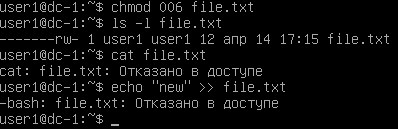 user1@dc-1:~$ chmod 006 file.txt
user1@dc-1:~$ ls -l file.txt
-------rw- 1 user1 user1 12 апр 14 17:15 file.txt
user1@dc-1:~$ cat file.txt
cat: file.txt: Отказано в доступе
user1@dc-1:~$ echo "new" >> file.txt
-bash: file.txt: Отказано в доступе
user1@dc-1:~$ _